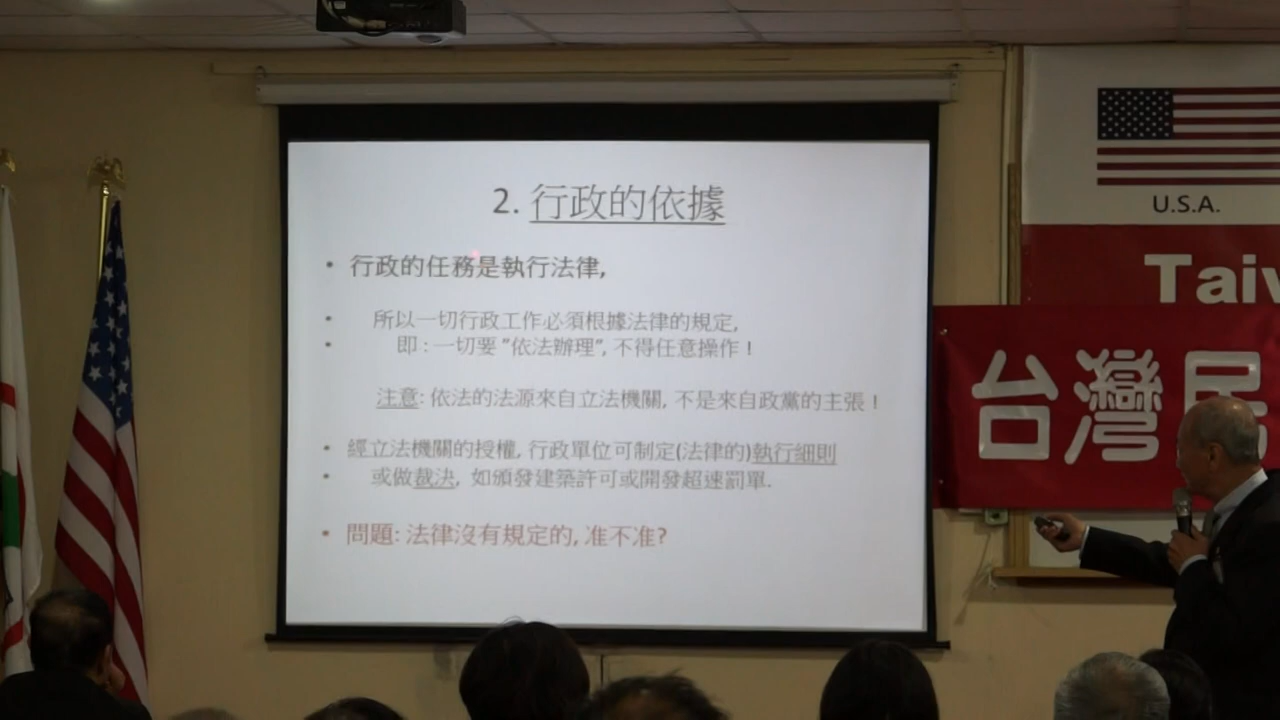 2. 行政的依據
• 行政的任務是執行法律,
• 所以一切行政工作必須根據法律的規定,
• 即 : 一切要 "依法辦理", 不得任意操作！
注意: 依法的法源來自立法機關, 不是來自政黨的主張！
• 經立法機關的授權, 行政單位可制定(法律的)執行細則
• 或做裁決, 如頒發建築許可或開發超速罰單.
• 問題: 法律沒有規定的, 准不准?
U.S.A.
Taiw
台灣民